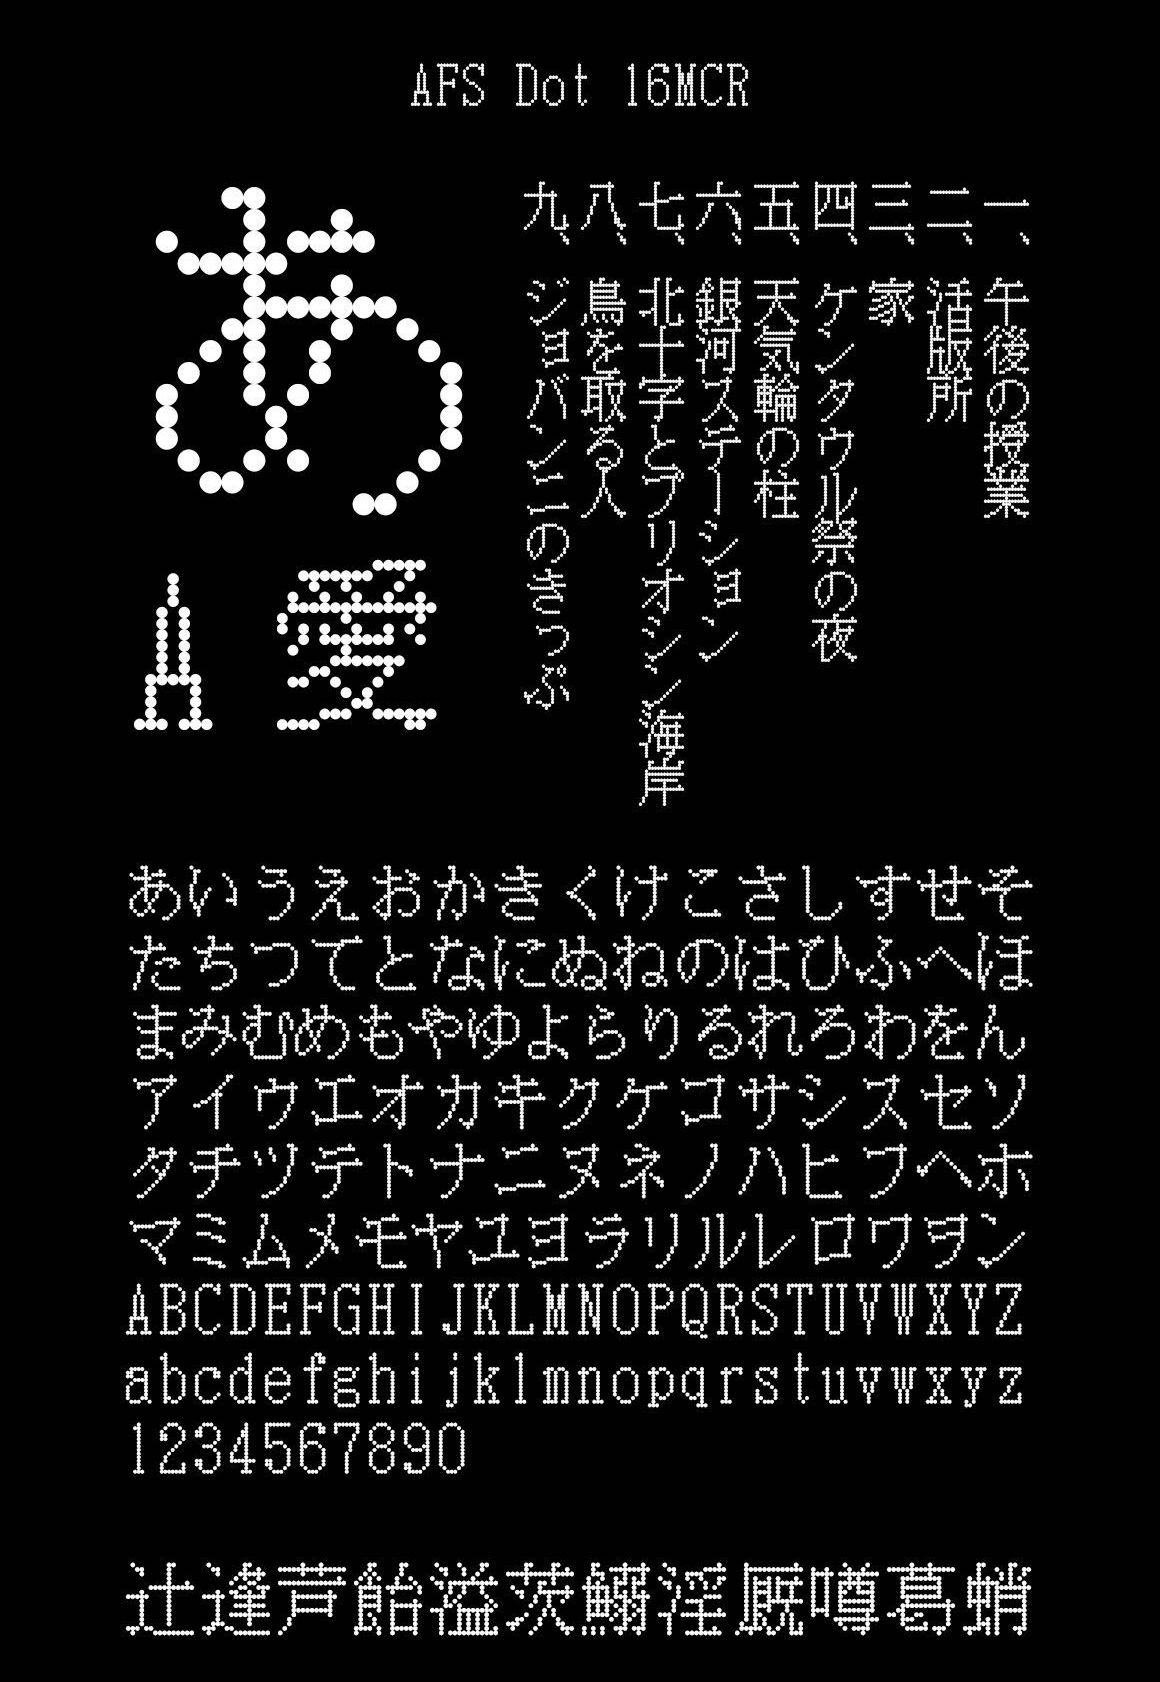 AFS Dot 16MCR
あ
A
愛
一、午後の授業
二、活版所
三、家
四、ケンタウル祭の夜
五、天気輪の柱
六、銀河ステーション
七、北十字とプリオシン海岸
八、鳥を取る人
九、ジョバンニのきっぷ
あいうえおかきくけこさしすせそ
たちつてとなにぬねのはひふへほ
まみむめもやゆよらりるれろわをん
アイウエオカキクケコサシスセソ
タチツテトナニヌネノハヒフヘホ
マミムメモヤユヨラリルレロワヲン
ABCDEFGHIJKLMNOPQRSTUVWXYZ
abcdefghijklmnopqrstuvwxyz
1234567890
辻逢芦飴溢茨鰯淫厩噂葛蛸